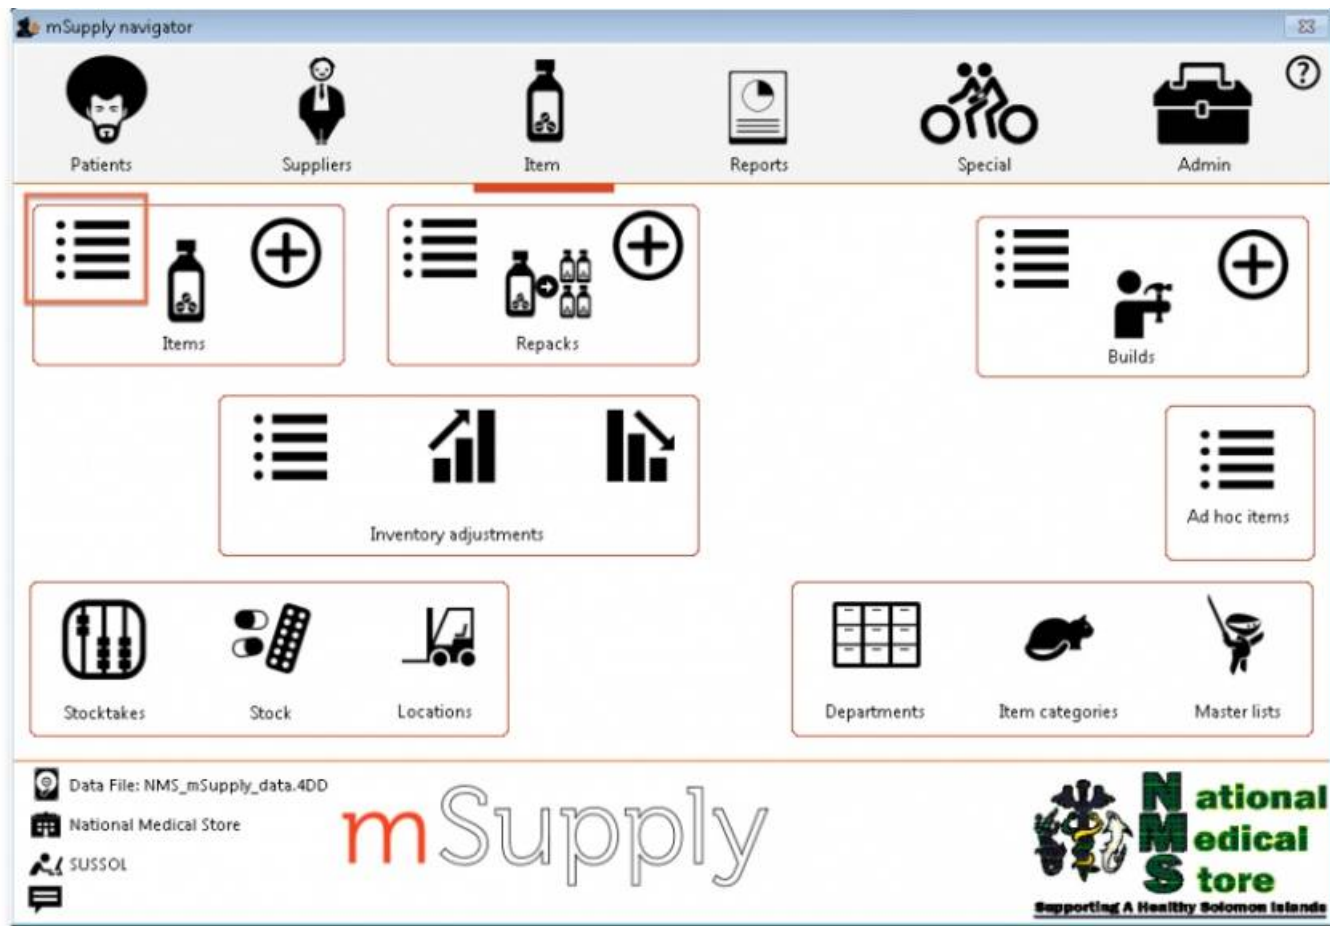 mSupply navigator
Patients
Suppliers
Item
Reports
Special
Admin
?
Items
Repacks
Builds
Inventory adjustments
Ad hoc items
Stocktakes
Stock
Locations
Departments
Item categories
Master lists
Data File: NMS_mSupply_data.4DD
National Medical Store
SUSSOL
mSupply
National
Medical
Store
Supporting A Healthy Solomon Islands